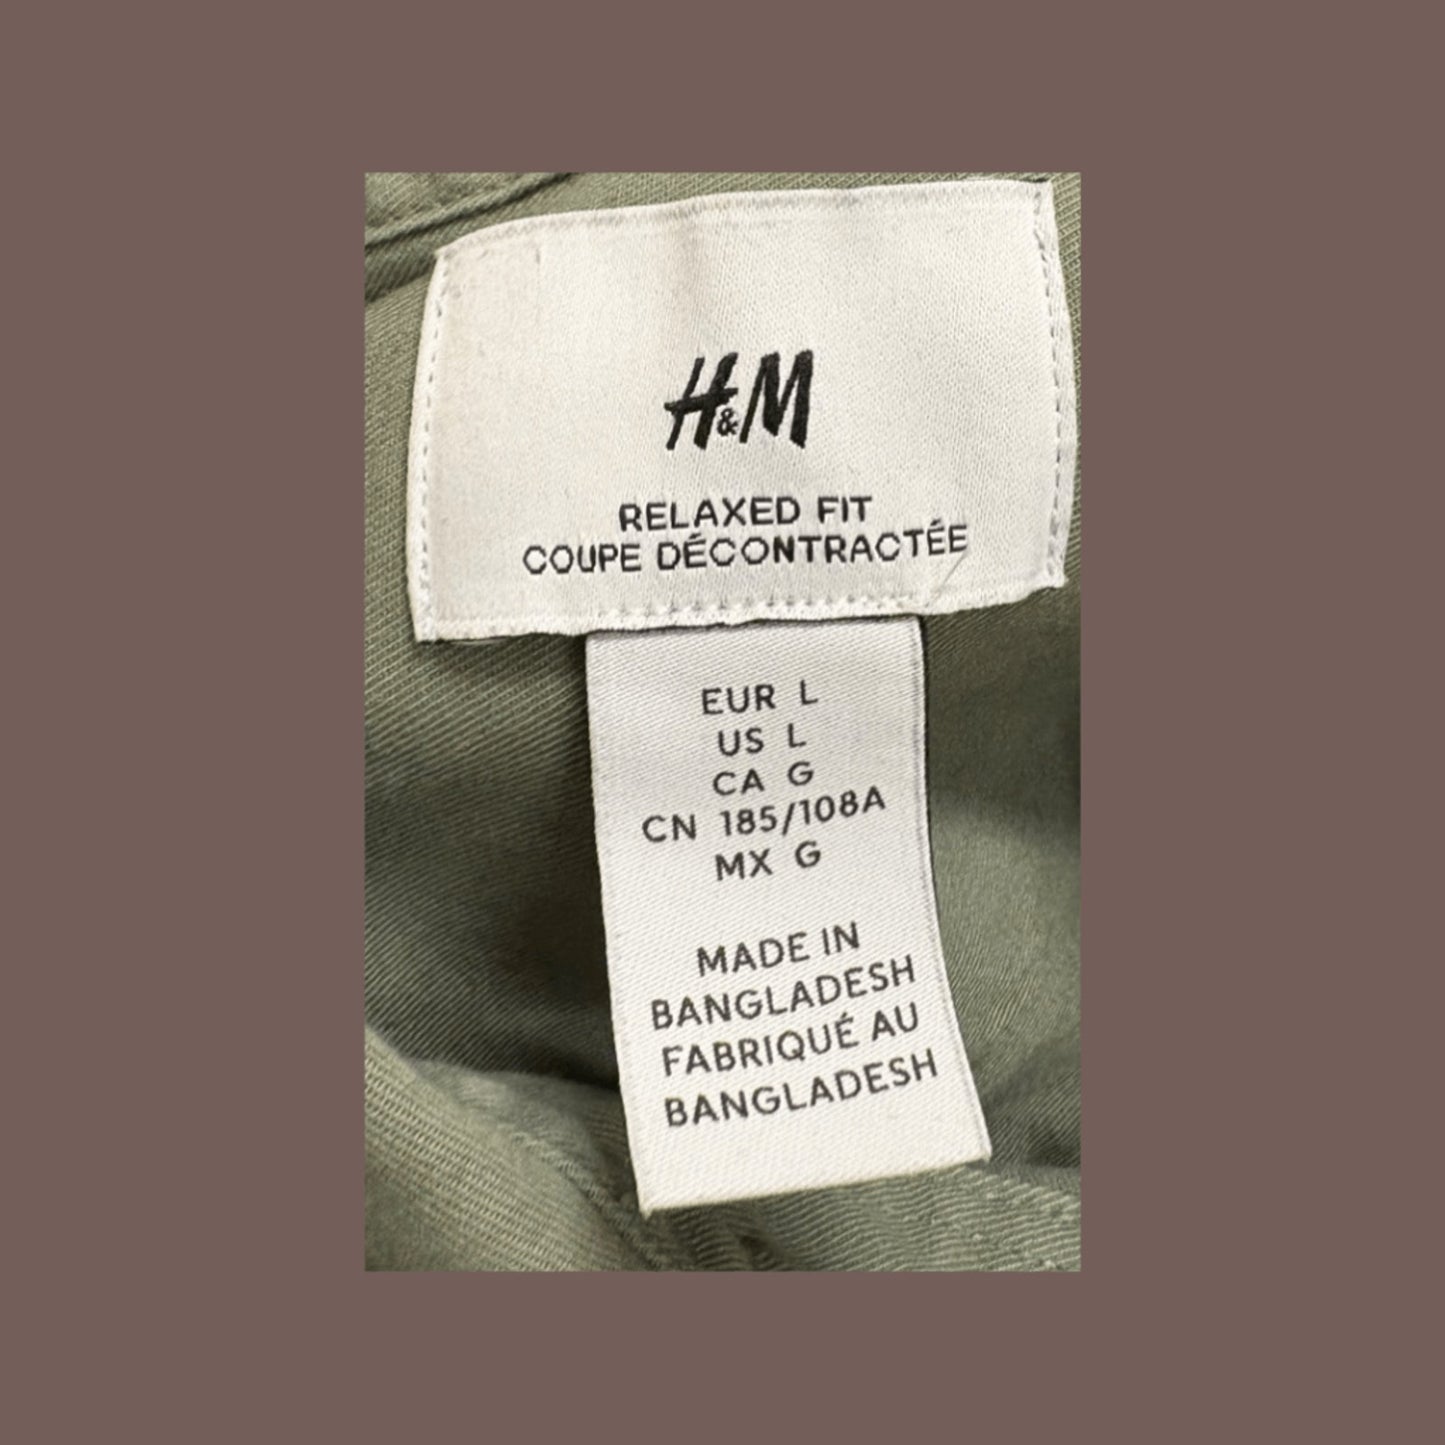 H&M
RELAXED FIT
COUPE DÉCONTRACTÉE
EUR L
US L
CA G
CN 185/108A
MX G
MADE IN
BANGLADESH
FABRIQUÉ AU
BANGLADESH